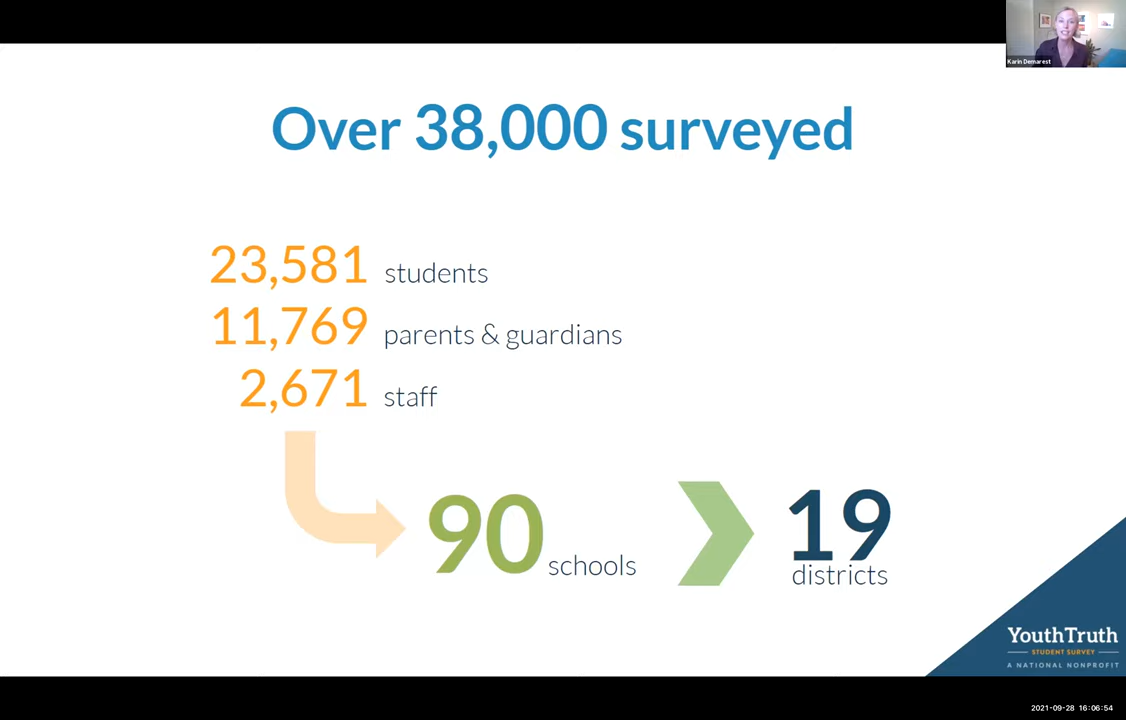 Karin Demarest
Over 38,000 surveyed
23,581 students
11,769 parents & guardians
2,671 staff
90 schools
19
districts
YouthTruth
STUDENT SURVEY
A NATIONAL NONPROFIT
2021-09-28 16:06:54